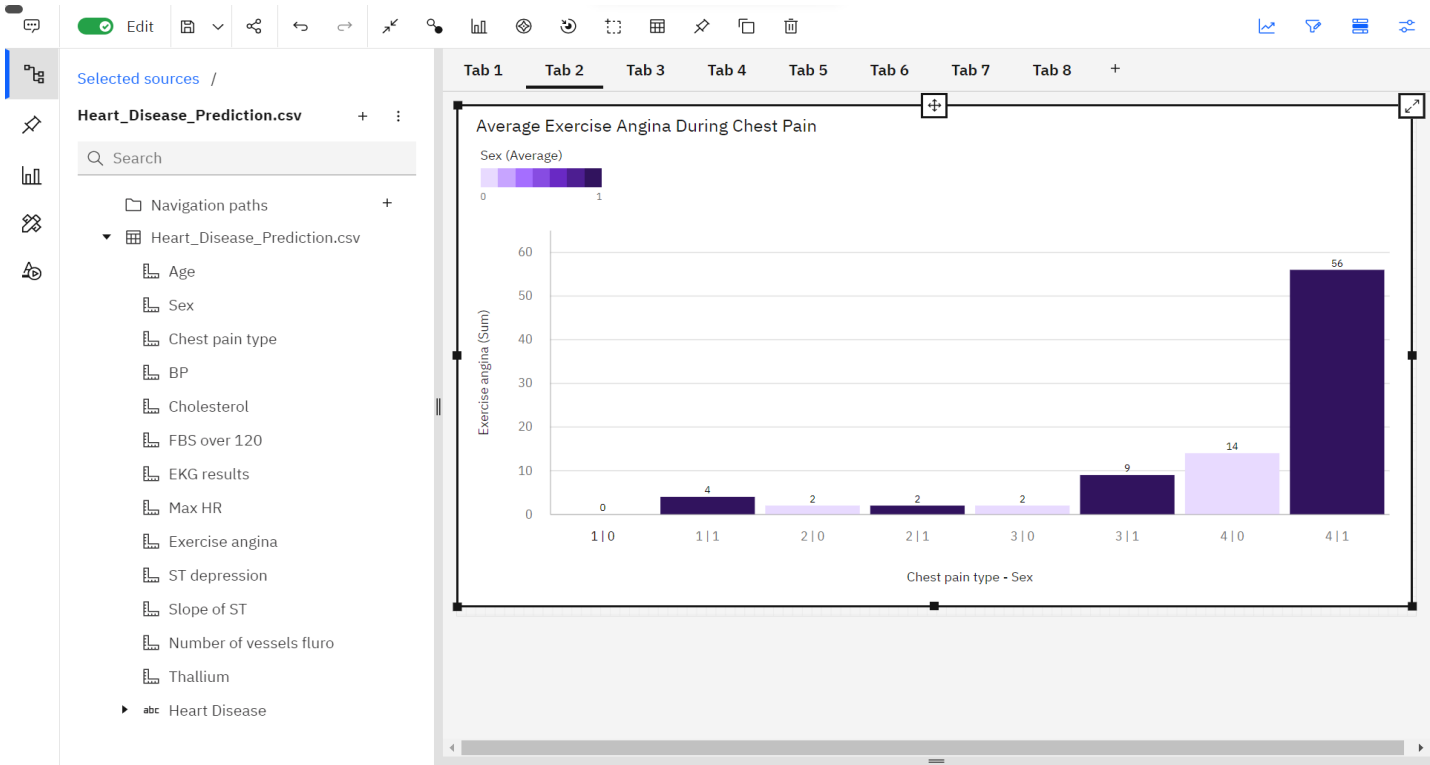 Edit
Selected sources /
Heart_Disease_Prediction.csv
Search
Navigation paths
Heart_Disease_Prediction.csv
Age
Sex
Chest pain type
BP
Cholesterol
FBS over 120
EKG results
Max HR
Exercise angina
ST depression
Slope of ST
Number of vessels fluro
Thallium
abc Heart Disease
Tab 1 Tab 2 Tab 3 Tab 4 Tab 5 Tab 6 Tab 7 Tab 8 +
Average Exercise Angina During Chest Pain
Sex (Average)
0 1
Exercise angina (Sum)
60
50
40
30
20
10
0
0 4 2 2 2 9 14 56
1|0 1|1 2|0 2|1 3|0 3|1 4|0 4|1
Chest pain type - Sex